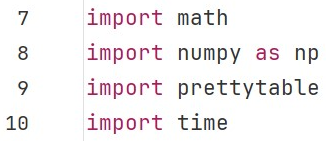 7 import math
8 import numpy as np
9 import prettytable
10 import time